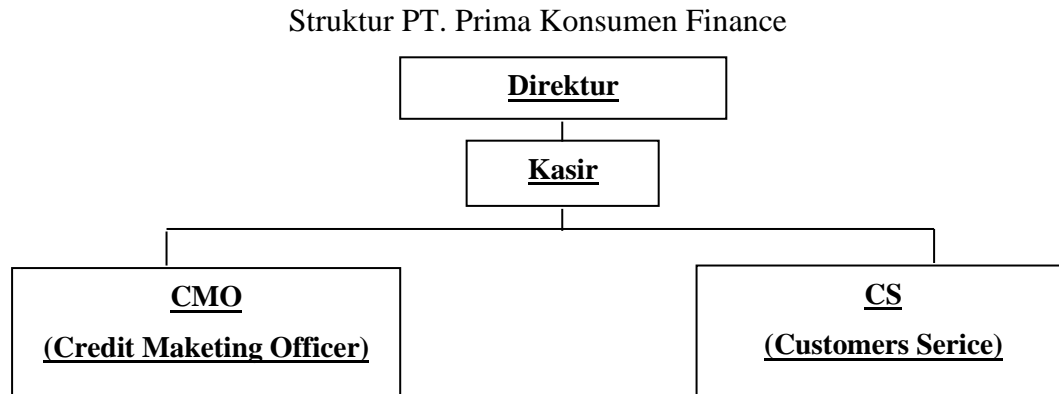 Struktur PT. Prima Konsumen Finance
Direktur
Kasir
CMO
(Credit Maketing Officer)
CS
(Customers Serice)